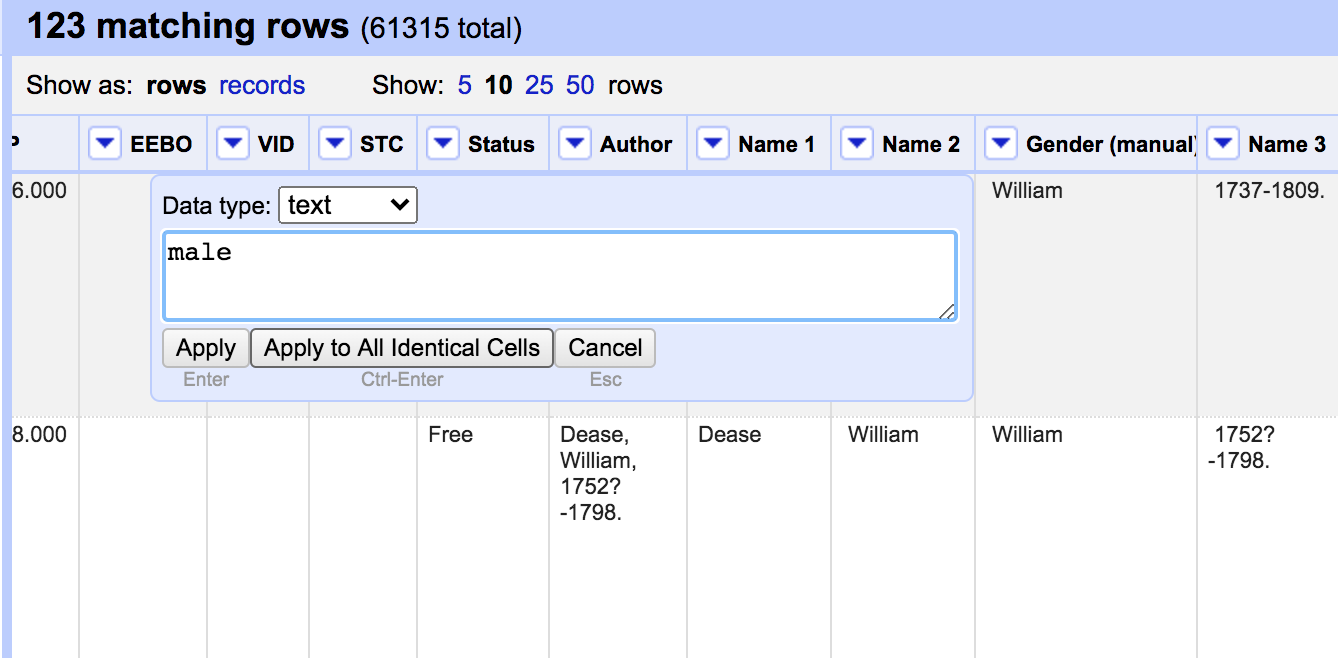 123 matching rows (61315 total)
Show as: rows records Show: 5 10 25 50 rows
EEBO VID STC Status Author Name 1 Name 2 Gender (manual) Name 3
6.000 William 1737-1809.
Data type: text
male
Apply Apply to All Identical Cells Cancel
Enter Ctrl-Enter Esc
8.000 Free Dease, Dease William William 1752?
William, -1798.
1752?
-1798.